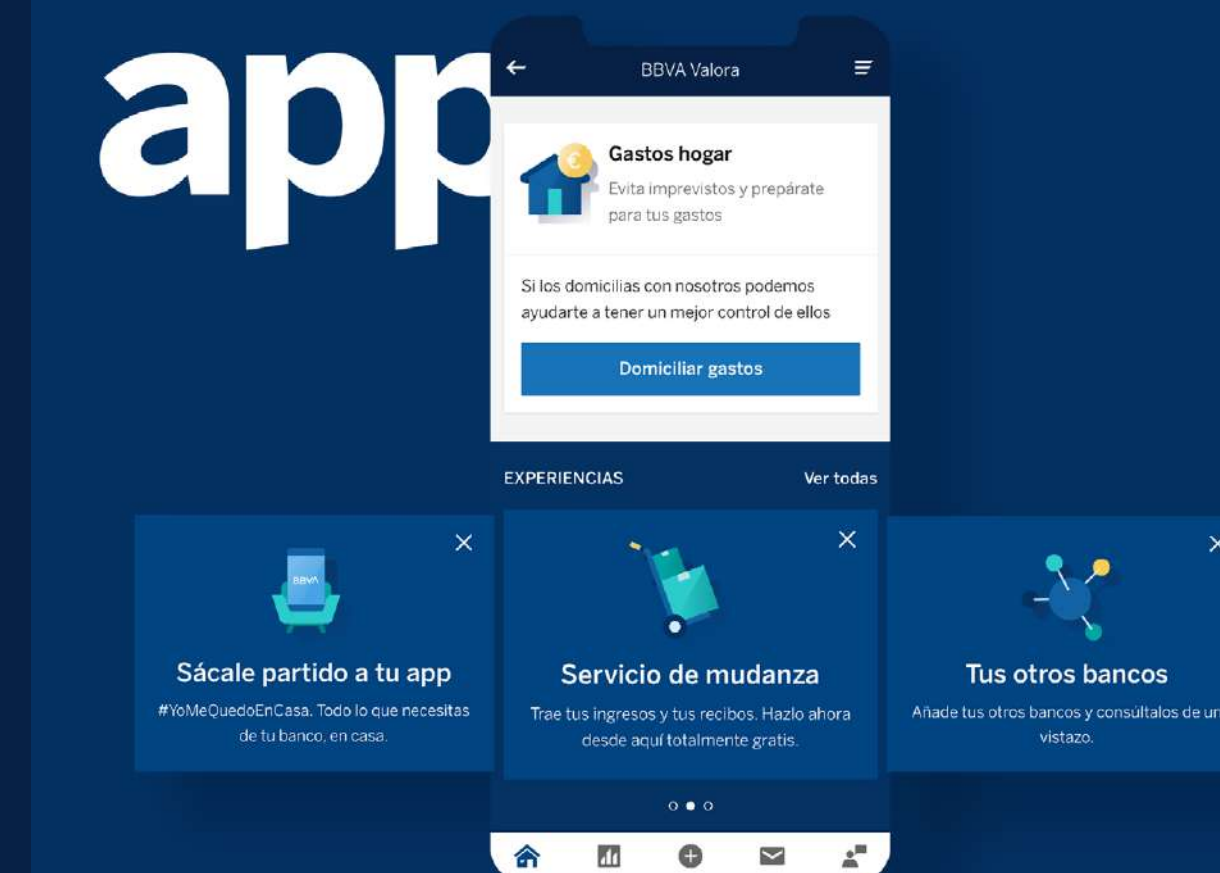 app
BBVA Valora
Gastos hogar
Evita imprevistos y prepárate
para tus gastos
Si los domicilias con nosotros podemos
ayudarte a tener un mejor control de ellos
Domiciliar gastos
EXPERIENCIAS
Ver todas
BBVA
Sácale partido a tu app
#YoMeQuedoEnCasa. Todo lo que necesitas
de tu banco, en casa.
Servicio de mudanza
Trae tus ingresos y tus recibos. Hazlo ahora
desde aquí totalmente gratis.
Tus otros bancos
Añade tus otros bancos y consúltalos de un
vistazo.